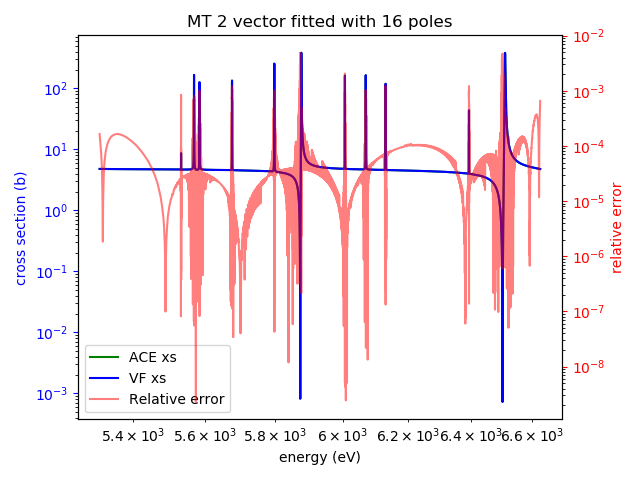 MT 2 vector fitted with 16 poles
cross section (b)
10²
10¹
10⁰
10⁻¹
10⁻²
10⁻³
10⁻²
10⁻³
10⁻⁴
10⁻⁵
10⁻⁶
10⁻⁷
10⁻⁸
relative error
ACE xs
VF xs
Relative error
5.4 × 10³ 5.6 × 10³ 5.8 × 10³ 6 × 10³ 6.2 × 10³ 6.4 × 10³ 6.6 × 10³
energy (eV)